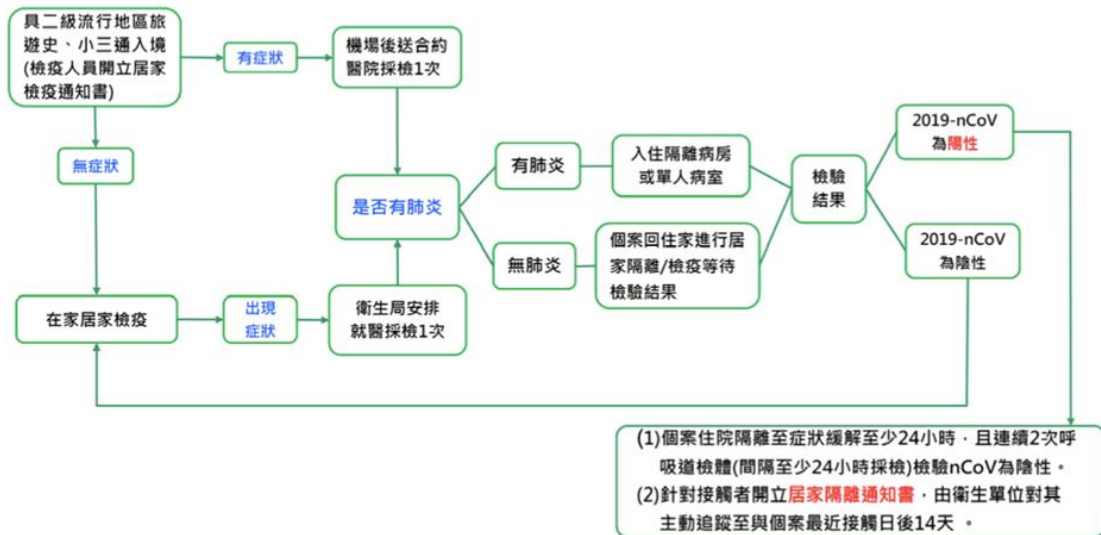 具二級流行地區旅
遊史、小三通入境
(檢疫人員開立居家
檢疫通知書)
有症狀
機場後送合約
醫院採檢1次
無症狀
是否有肺炎
有肺炎
入住隔離病房
或單人病室
無肺炎
個案回住家進行居
家隔離/檢疫等待
檢驗結果
檢驗
結果
2019-nCoV
為陽性
2019-nCoV
為陰性
在家居家檢疫
出現
症狀
衛生局安排
就醫採檢1次
(1)個案住院隔離至症狀緩解至少24小時，且連續2次呼
吸道檢體(間隔至少24小時採檢)檢驗nCoV為陰性。
(2)針對接觸者開立居家隔離通知書，由衛生單位對其
主動追蹤至與個案最近接觸日後14天 。